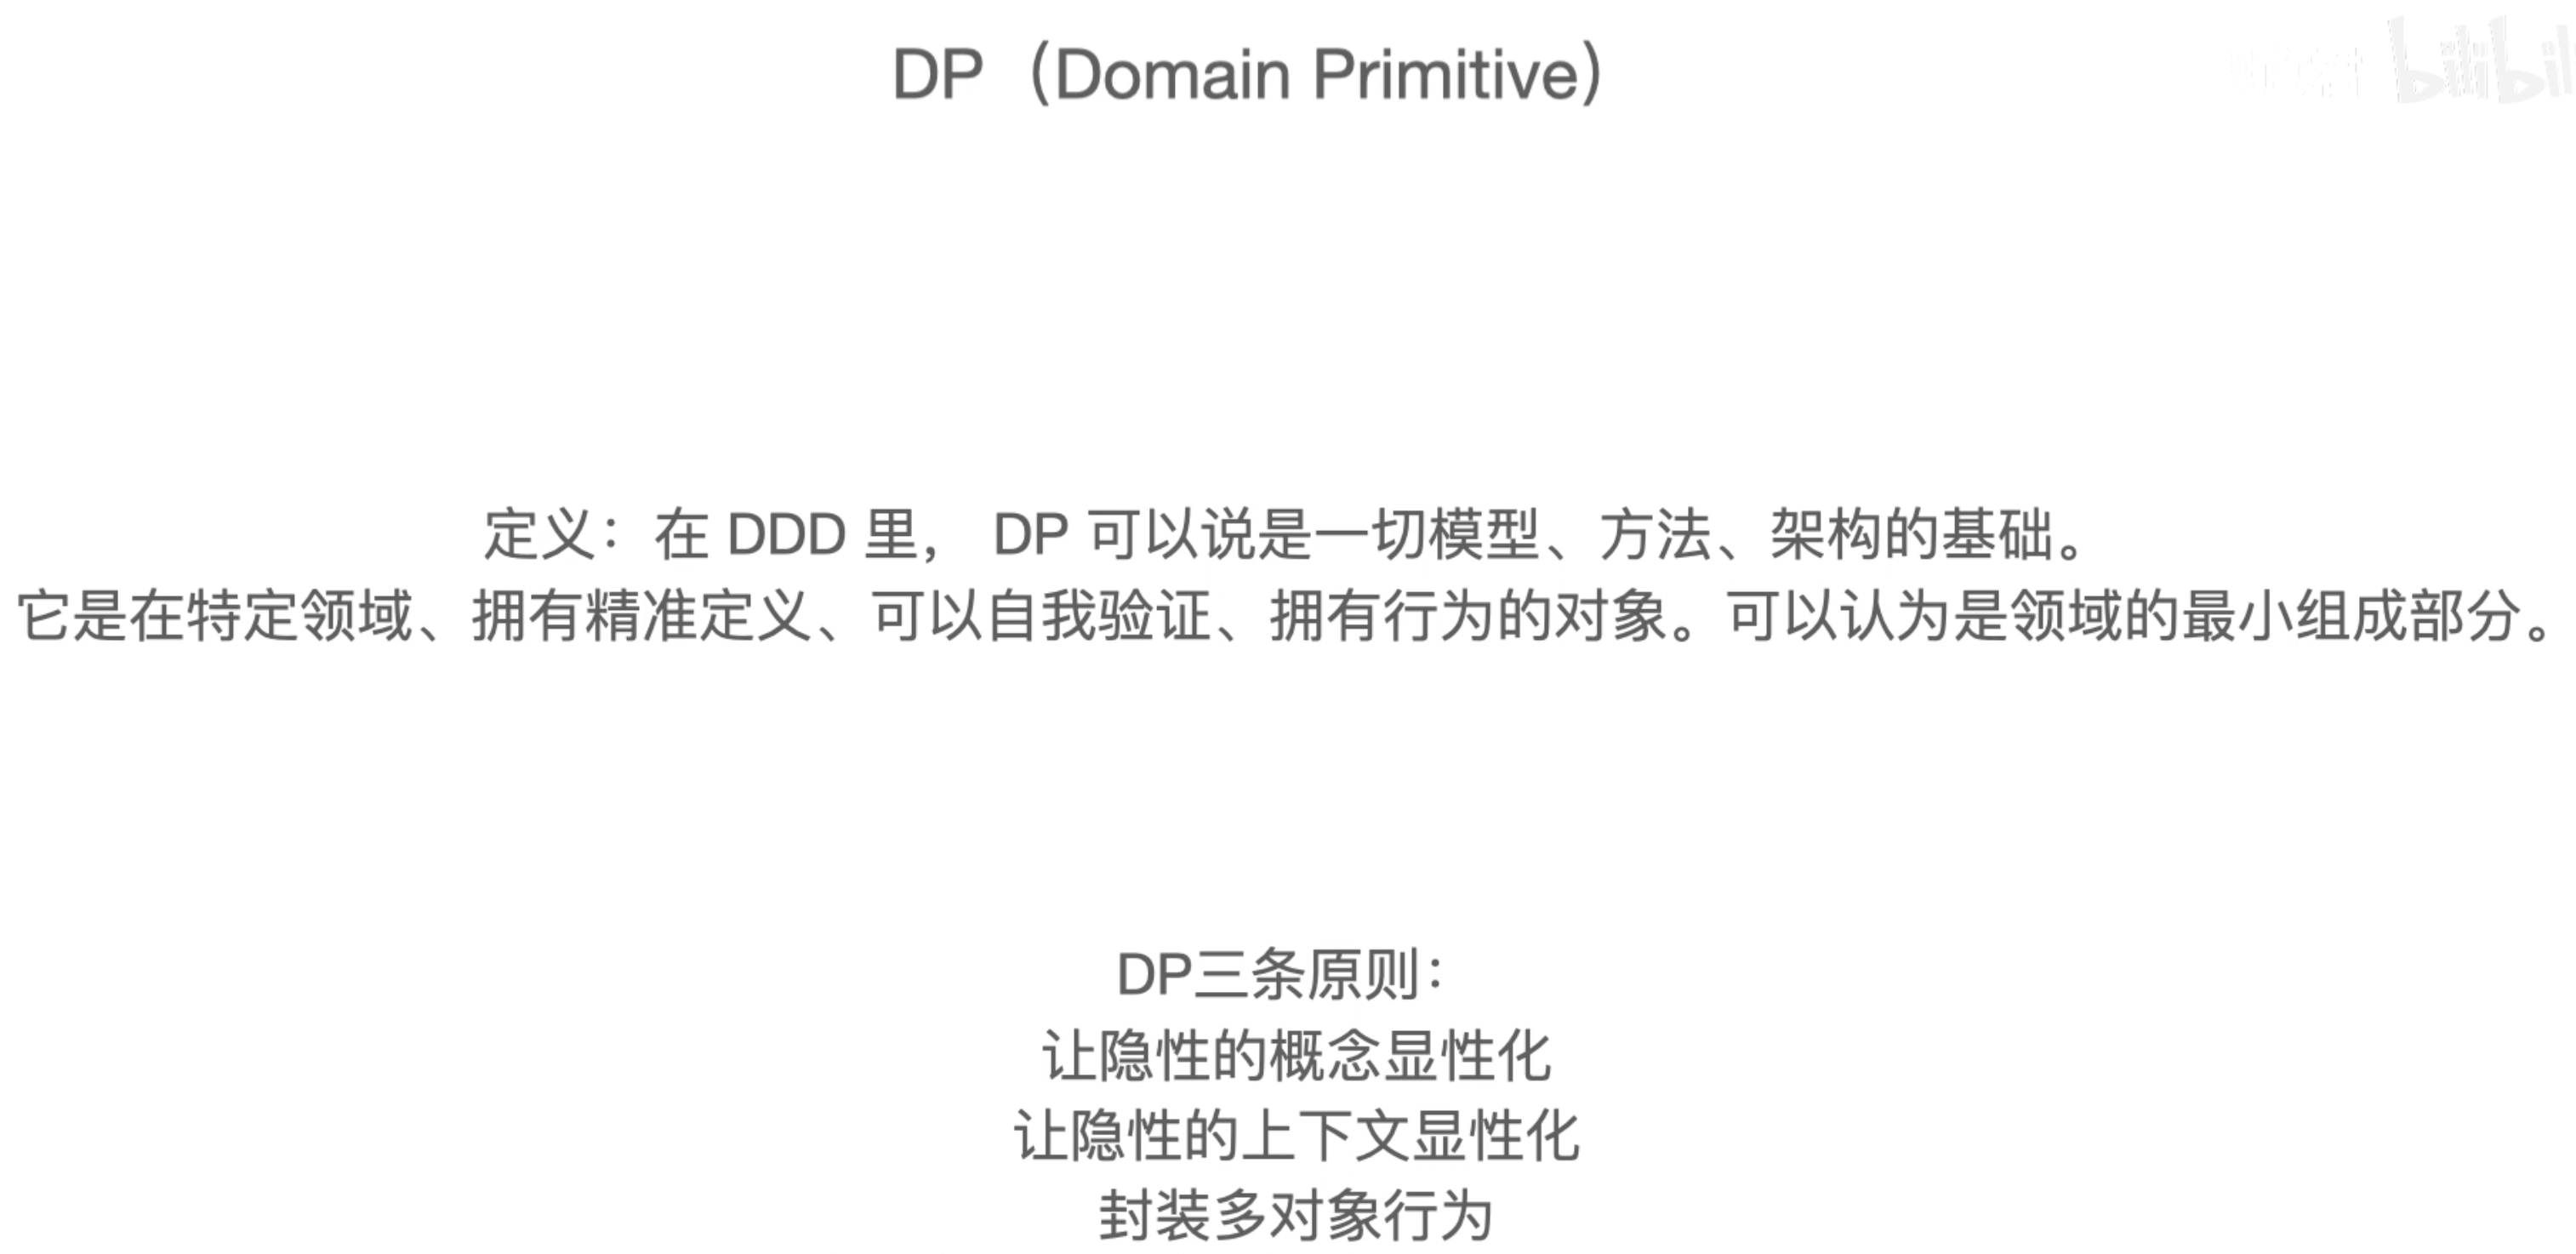 DP（Domain Primitive）
定义：在 DDD 里， DP 可以说是一切模型、方法、架构的基础。
它是在特定领域、拥有精准定义、可以自我验证、拥有行为的对象。可以认为是领域的最小组成部分。
DP三条原则：
让隐性的概念显性化
让隐性的上下文显性化
封装多对象行为